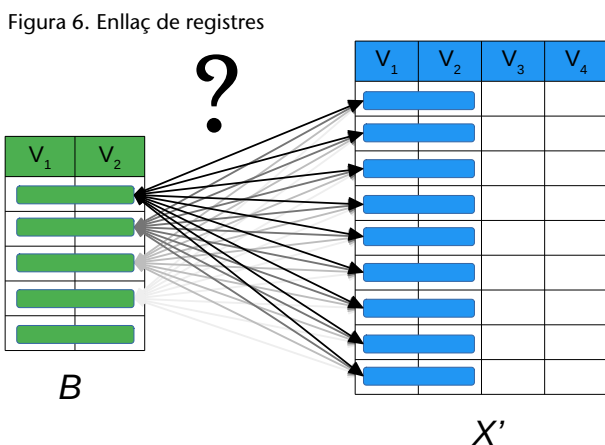 Figura 6. Enllaç de registres
?
V1 V2 V3 V4
V1 V2
B
X’